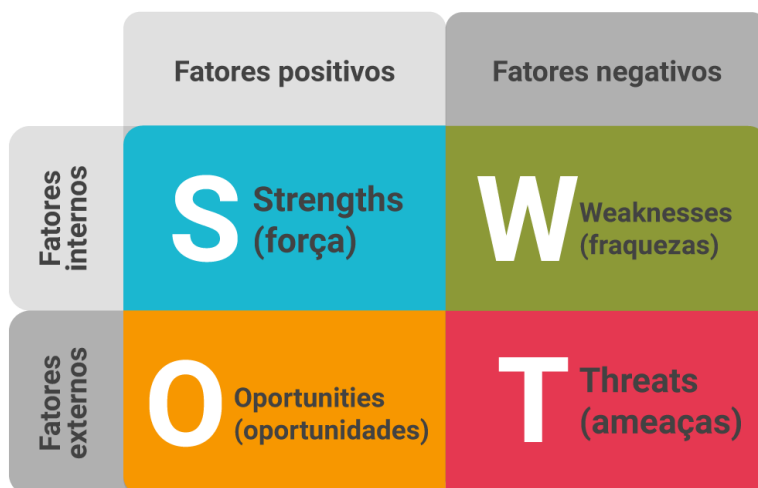 Fatores positivos
Fatores negativos
Fatores
internos
S
Strengths
(força)
W
Weaknesses
(fraquezas)
Fatores
externos
O
Oportunities
(oportunidades)
T
Threats
(ameaças)